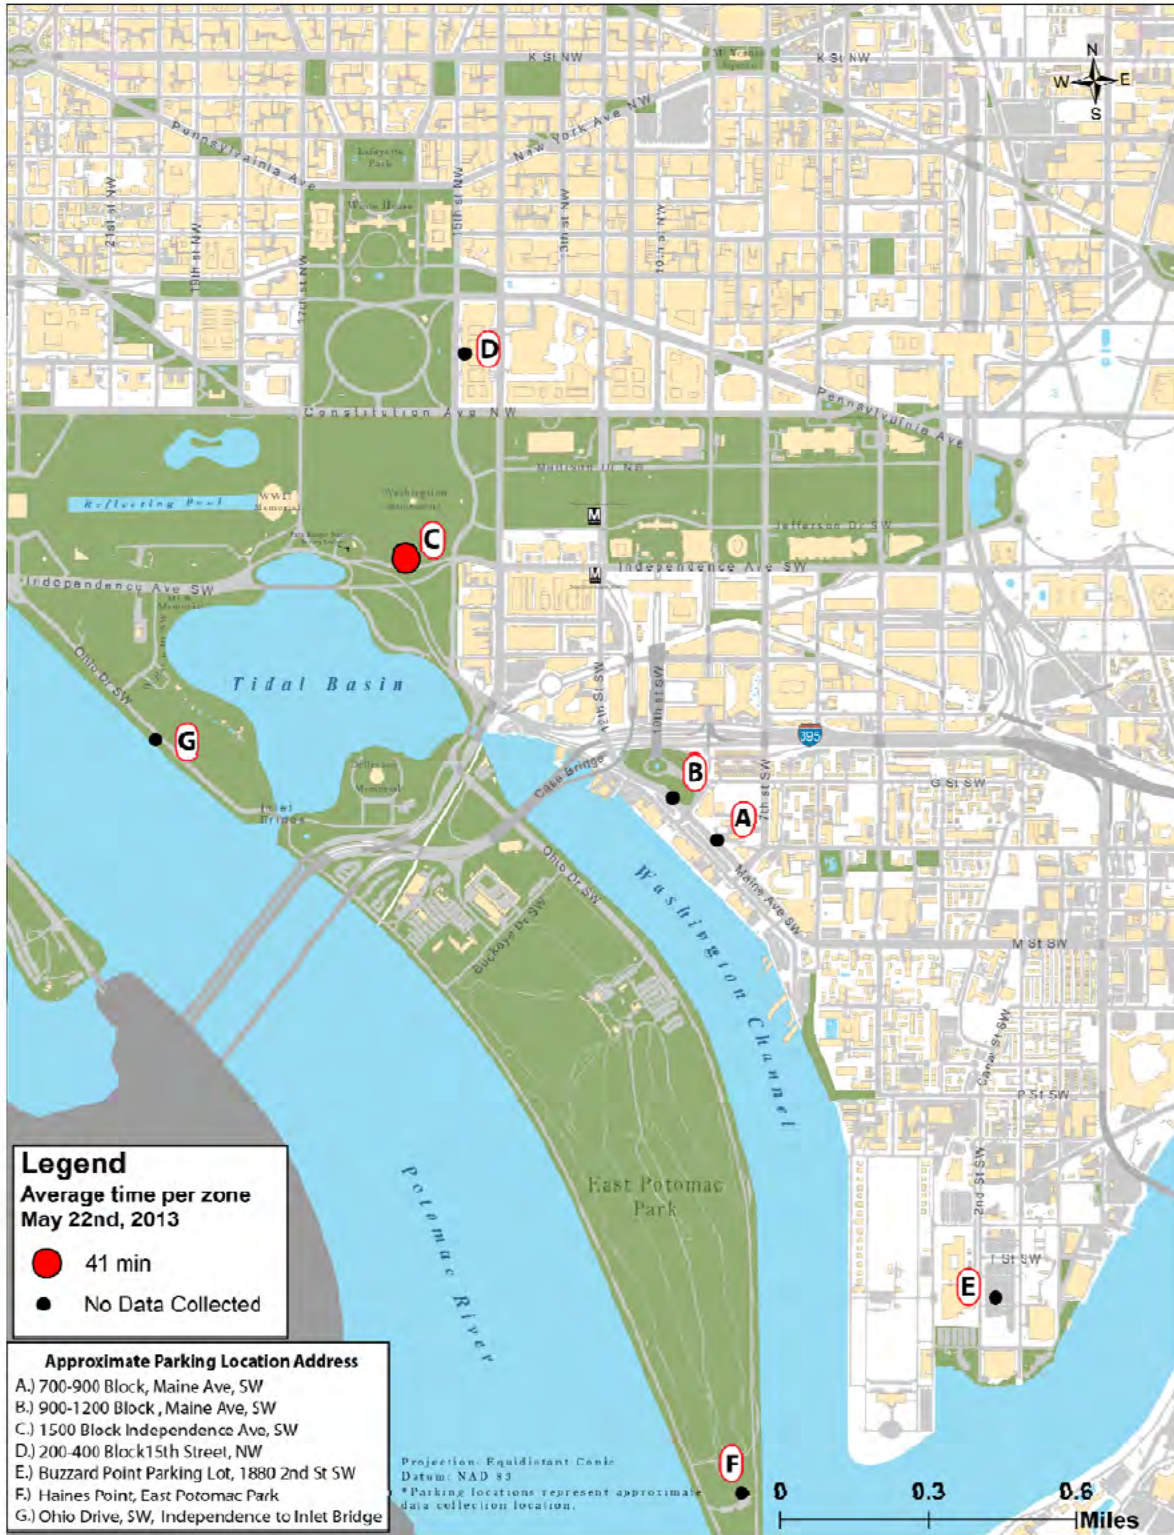 K St NW
Mt Vernon
Square
K St NW
N
W E
S
New York Ave NW
Pennsylvainia Ave
Lafayette
Park
White House
21st st NW
19th st NW
17th st NW
15th st NW
13th st NW
10th st NW
D
Constitution Ave NW
Pennsylvainia Ave
Madison Dr NW
Reflecting Pool
WWII
Memorial
Washington
Monument
M
Jefferson Dr SW
C
M
Independence Ave SW
Independence Ave SW
MLK
Memorial
Ohio Dr SW
Tidal Basin
12th St SW
10th st SW
395
G
Case Bridge
B
7th st SW
G St SW
Jefferson
Memorial
Inlet
Bridge
A
Ohio Dr SW
Maine Ave SW
Washington Channel
Buckeye Dr SW
M St SW
Canal St SW
P St SW
East Potomac
Park
Potomac River
2nd St SW
T St SW
E
F
Legend
Average time per zone
May 22nd, 2013
41 min
No Data Collected
Approximate Parking Location Address
A.) 700-900 Block, Maine Ave, SW
B.) 900-1200 Block , Maine Ave, SW
C.) 1500 Block Independence Ave, SW
D.) 200-400 Block15th Street, NW
E.) Buzzard Point Parking Lot, 1880 2nd St SW
F.) Haines Point, East Potomac Park
G.) Ohio Drive, SW, Independence to Inlet Bridge
Projection: Equidistant Conic
Datum: NAD 83
*Parking locations represent approximate
data collection location.
0 0.3 0.6
Miles